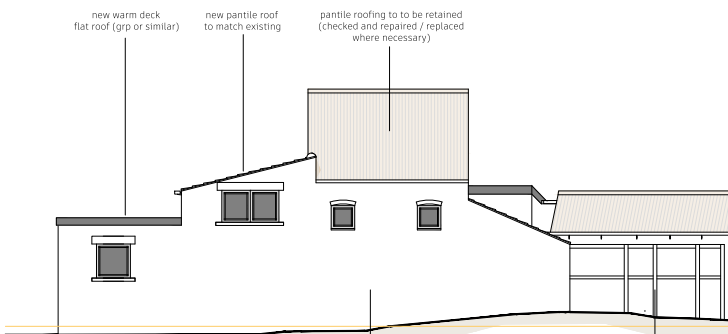 new warm deck
flat roof (grp or similar)
new pantile roof
to match existing
pantile roofing to to be retained
(checked and repaired / replaced
where necessary)